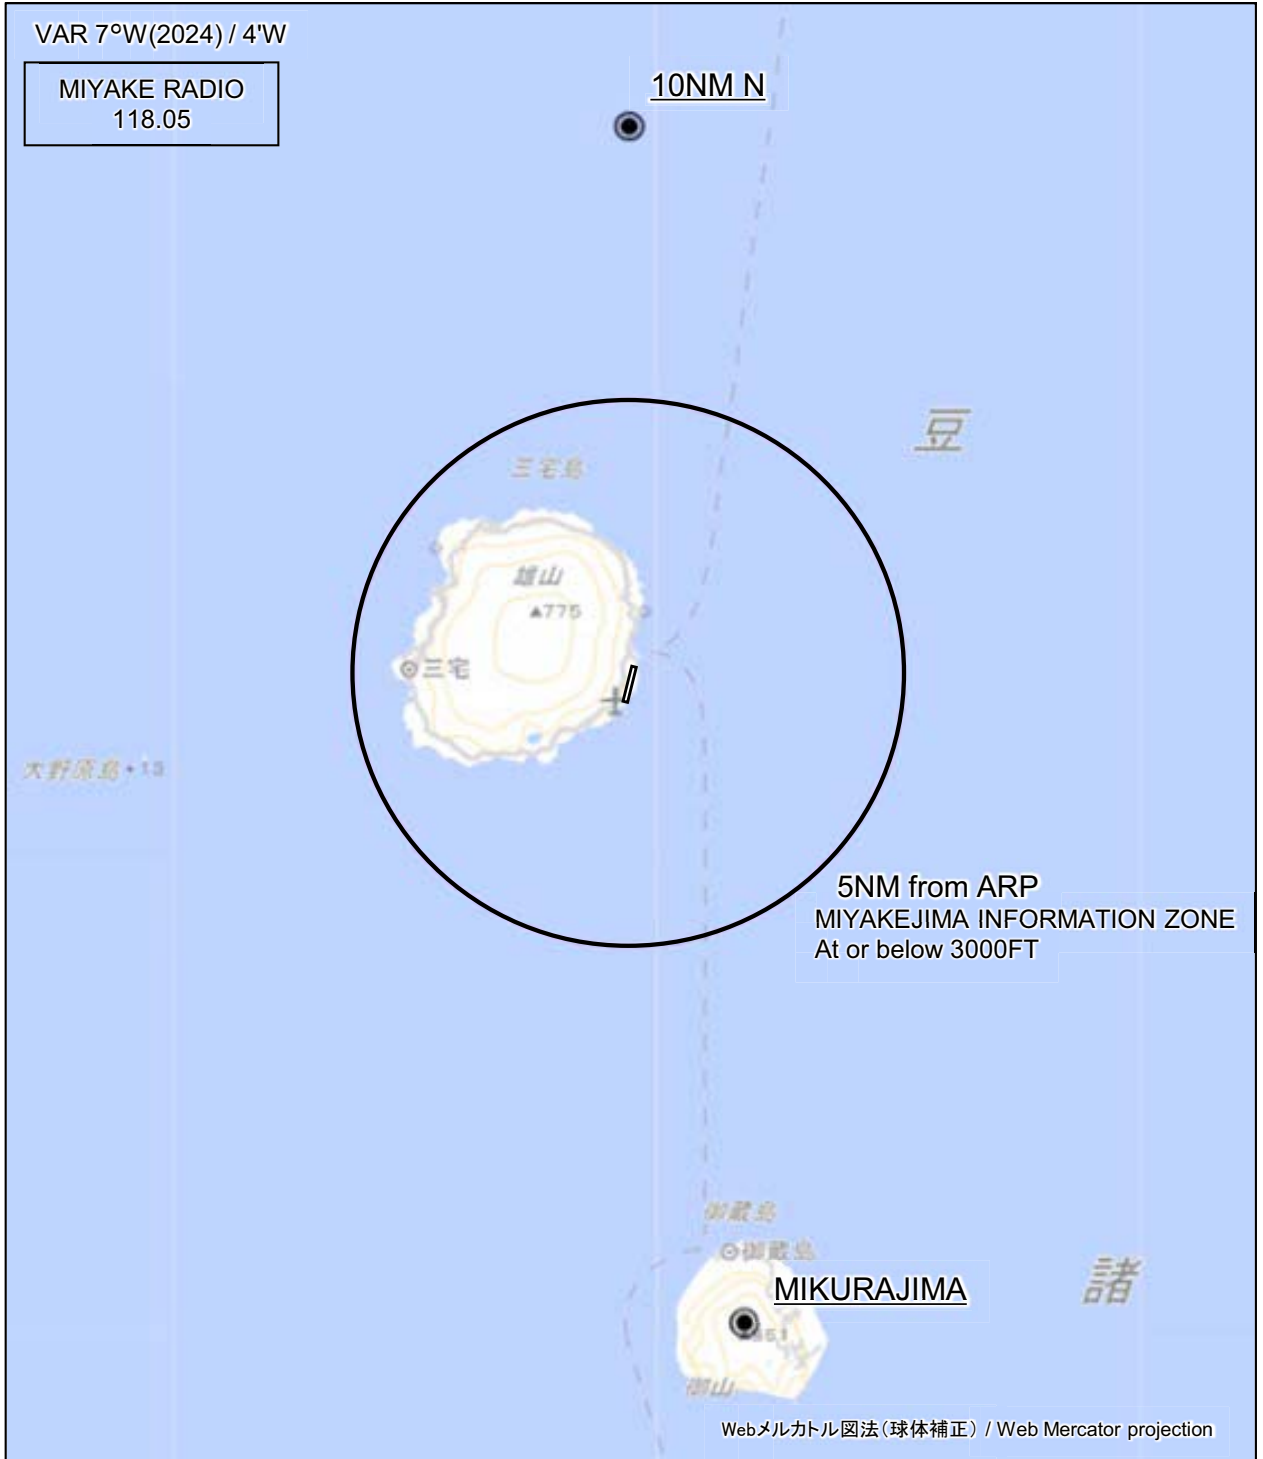 VAR 7°W(2024) / 4'W
MIYAKE RADIO
118.05
10NM N
豆
三宅島
雄山
▲775
三宅
大野原島・13
5NM from ARP
MIYAKEJIMA INFORMATION ZONE
At or below 3000FT
御蔵島
御蔵島
諸
MIKURAJIMA
御山
Webメルカトル図法(球体補正) / Web Mercator projection